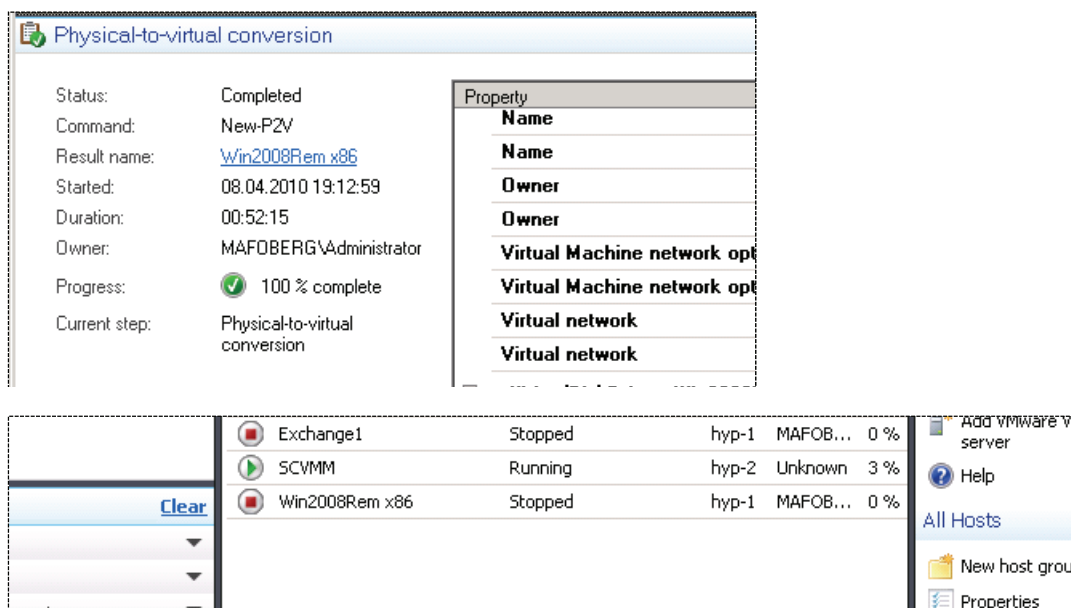 Physical-to-virtual conversion
Status: Completed
Command: New-P2V
Result name: Win2008Rem x86
Started: 08.04.2010 19:12:59
Duration: 00:52:15
Owner: MAFOBERG\Administrator
Progress: 100 % complete
Current step: Physical-to-virtual
conversion
Property
Name
Name
Owner
Owner
Virtual Machine network opt
Virtual Machine network opt
Virtual network
Virtual network
Exchange1 Stopped hyp-1 MAFOB... 0 %
SCVMM Running hyp-2 Unknown 3 %
Win2008Rem x86 Stopped hyp-1 MAFOB... 0 %
Clear
Add VMware V
server
Help
All Hosts
New host grou
Properties